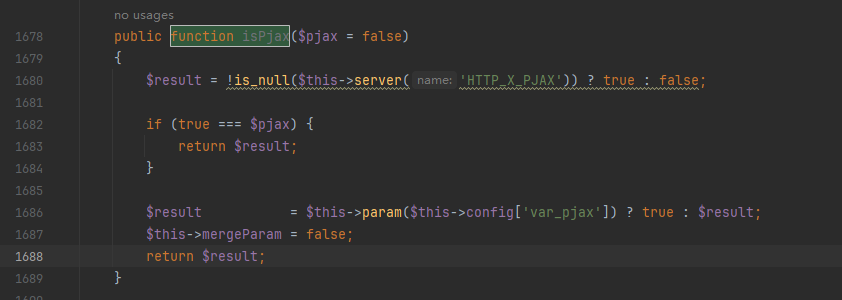 no usages
1678 public function isPjax($pjax = false)
1679 {
1680 $result = !is_null($this->server( name: 'HTTP_X_PJAX')) ? true : false;
1681
1682 if (true === $pjax) {
1683 return $result;
1684 }
1685
1686 $result = $this->param($this->config['var_pjax']) ? true : $result;
1687 $this->mergeParam = false;
1688 return $result;
1689 }